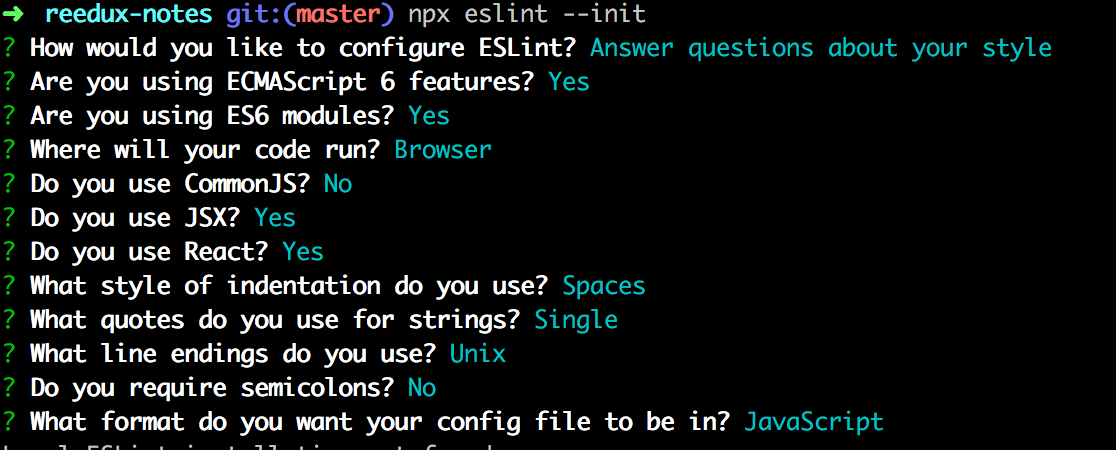 ➜ reedux-notes git:(master) npx eslint --init
? How would you like to configure ESLint? Answer questions about your style
? Are you using ECMAScript 6 features? Yes
? Are you using ES6 modules? Yes
? Where will your code run? Browser
? Do you use CommonJS? No
? Do you use JSX? Yes
? Do you use React? Yes
? What style of indentation do you use? Spaces
? What quotes do you use for strings? Single
? What line endings do you use? Unix
? Do you require semicolons? No
? What format do you want your config file to be in? JavaScript